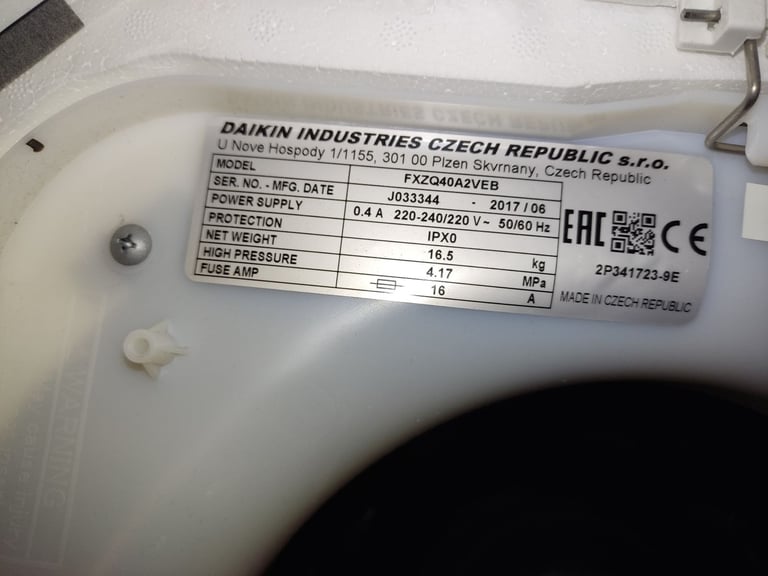 DAIKIN INDUSTRIES CZECH REPUBLIC s.r.o.
U Nove Hospody 1/1155, 301 00 Plzen Skvrnany, Czech Republic
MODEL FXZQ40A2VEB
SER. NO. - MFG. DATE J033344 - 2017 / 06
POWER SUPPLY 0.4 A 220-240/220 V ~ 50/60 Hz
PROTECTION IPX0
NET WEIGHT 16.5 kg
HIGH PRESSURE 4.17 MPa
FUSE AMP 16 A
EAC CE
2P341723-9E
MADE IN CZECH REPUBLIC
WARNING